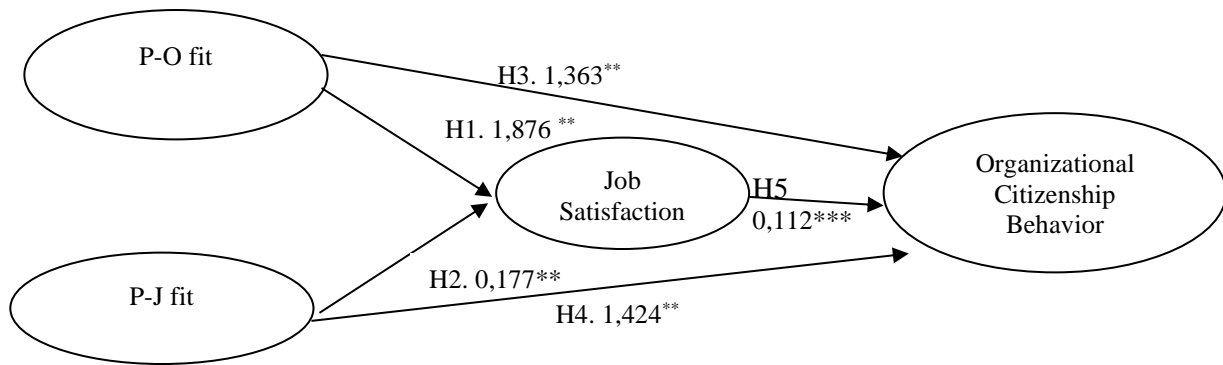 P-O fit
H3. 1,363**
H1. 1,876 **
Job
Satisfaction
H5
0,112***
Organizational
Citizenship
Behavior
P-J fit
H2. 0,177**
H4. 1,424**